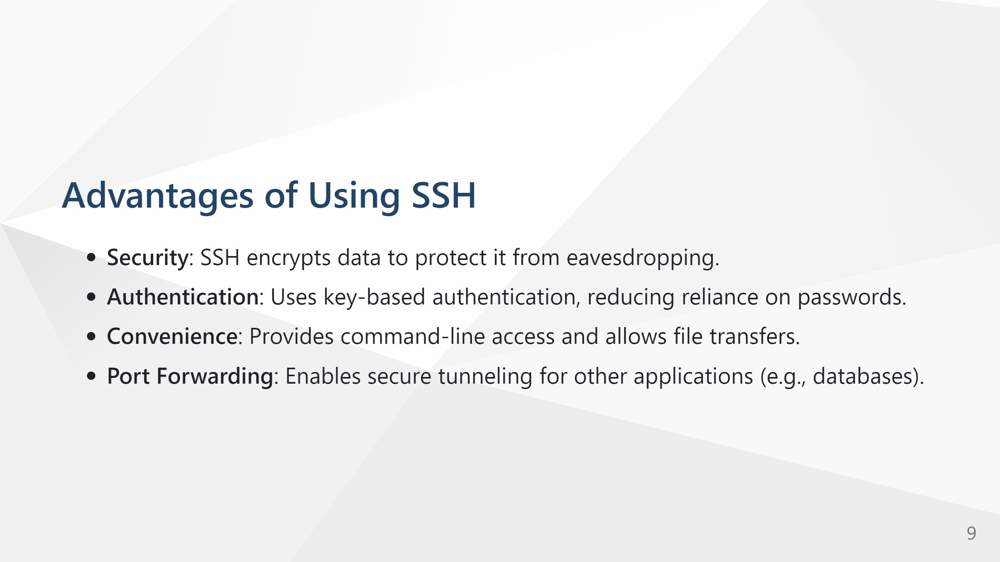 Advantages of Using SSH
• Security: SSH encrypts data to protect it from eavesdropping.
• Authentication: Uses key-based authentication, reducing reliance on passwords.
• Convenience: Provides command-line access and allows file transfers.
• Port Forwarding: Enables secure tunneling for other applications (e.g., databases).
9